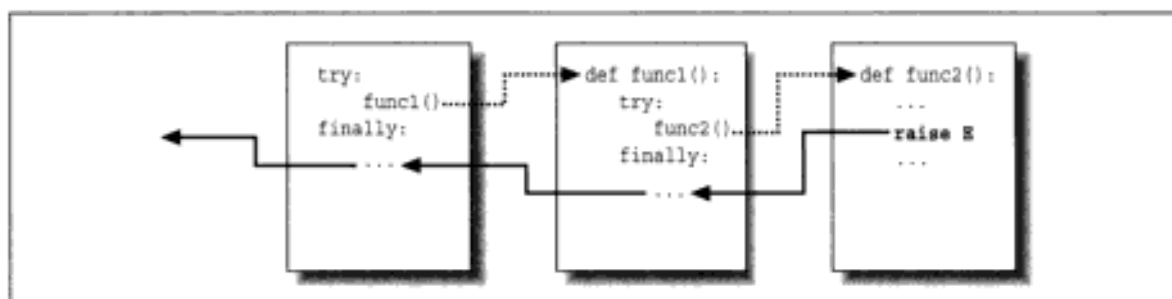 try:
func1()
finally:
...
def func1():
try:
func2()
finally:
...
def func2():
...
raise E
...